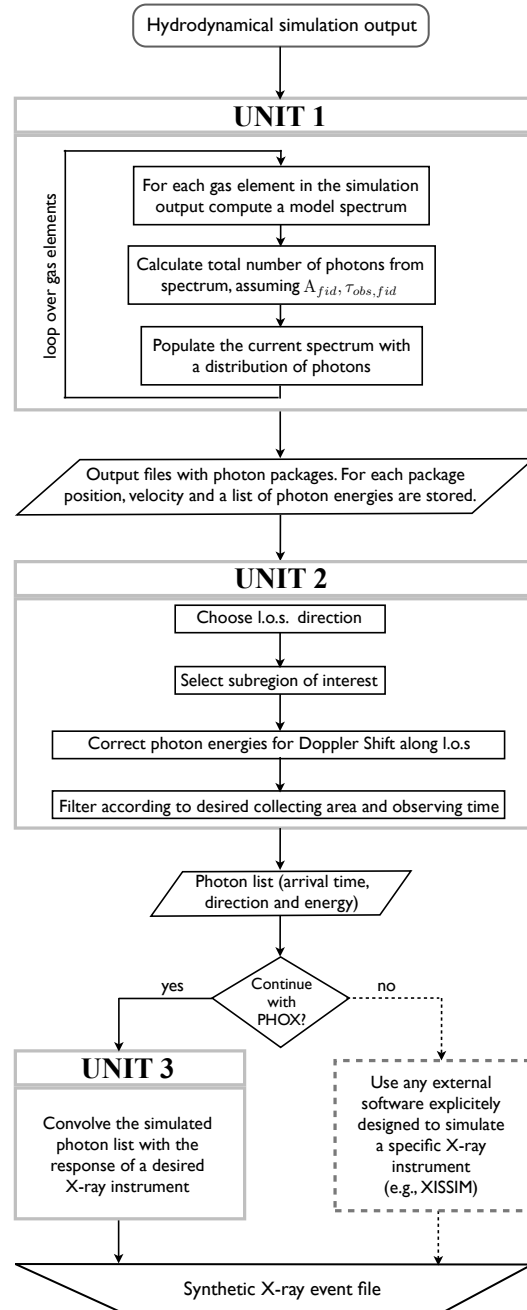 Hydrodynamical simulation output
UNIT 1
loop over gas elements
For each gas element in the simulation
output compute a model spectrum
Calculate total number of photons from
spectrum, assuming A_{fid}, τ_{obs,fid}
Populate the current spectrum with
a distribution of photons
Output files with photon packages. For each package
position, velocity and a list of photon energies are stored.
UNIT 2
Choose l.o.s. direction
Select subregion of interest
Correct photon energies for Doppler Shift along l.o.s
Filter according to desired collecting area and observing time
Photon list (arrival time,
direction and energy)
Continue
with
PHOX?
yes
no
UNIT 3
Convolve the simulated
photon list with the
response of a desired
X-ray instrument
Use any external
software explicitely
designed to simulate
a specific X-ray
instrument
(e.g., XISSIM)
Synthetic X-ray event file